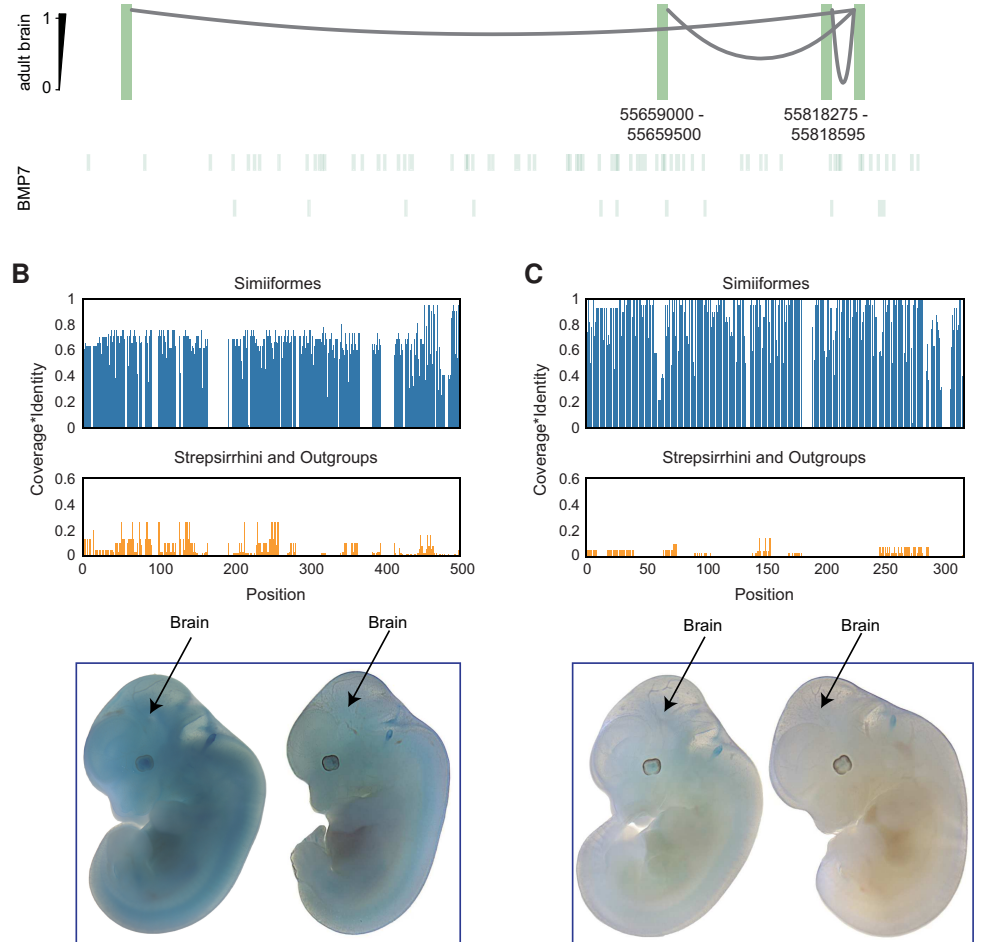 adult brain
1
0
55659000 -
55659500
55818275 -
55818595
BMP7
B
Simiiformes
1
0.8
0.6
0.4
0.2
0
Coverage*Identity
Strepsirrhini and Outgroups
0.6
0.4
0.2
0
0 100 200 300 400 500
Position
Brain
Brain
C
Simiiformes
1
0.8
0.6
0.4
0.2
0
Coverage*Identity
Strepsirrhini and Outgroups
0.6
0.4
0.2
0
0 50 100 150 200 250 300
Position
Brain
Brain